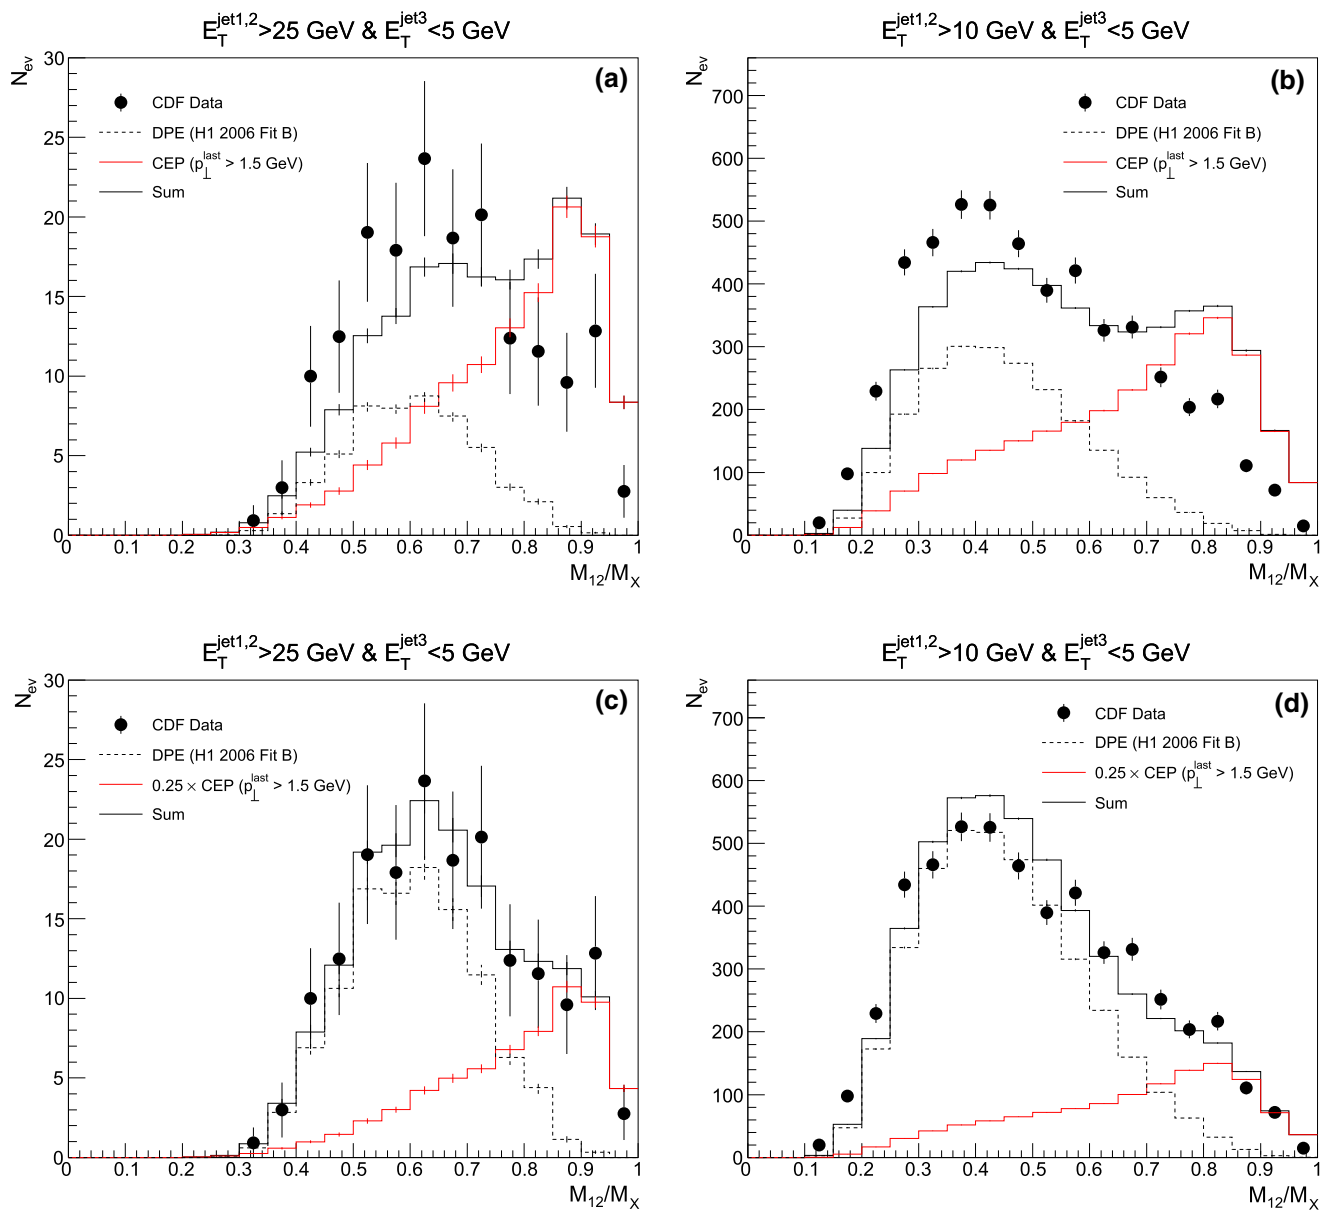 E_T^jet1,2>25 GeV & E_T^jet3<5 GeV
N_ev
(a)
CDF Data
DPE (H1 2006 Fit B)
CEP (p_⊥^last > 1.5 GeV)
Sum
30
25
20
15
10
5
0
0 0.1 0.2 0.3 0.4 0.5 0.6 0.7 0.8 0.9 1
M_12/M_X
E_T^jet1,2>10 GeV & E_T^jet3<5 GeV
N_ev
(b)
CDF Data
DPE (H1 2006 Fit B)
CEP (p_⊥^last > 1.5 GeV)
Sum
700
600
500
400
300
200
100
0
0 0.1 0.2 0.3 0.4 0.5 0.6 0.7 0.8 0.9 1
M_12/M_X
E_T^jet1,2>25 GeV & E_T^jet3<5 GeV
N_ev
(c)
CDF Data
DPE (H1 2006 Fit B)
0.25 × CEP (p_⊥^last > 1.5 GeV)
Sum
30
25
20
15
10
5
0
0 0.1 0.2 0.3 0.4 0.5 0.6 0.7 0.8 0.9 1
M_12/M_X
E_T^jet1,2>10 GeV & E_T^jet3<5 GeV
N_ev
(d)
CDF Data
DPE (H1 2006 Fit B)
0.25 × CEP (p_⊥^last > 1.5 GeV)
Sum
700
600
500
400
300
200
100
0
0 0.1 0.2 0.3 0.4 0.5 0.6 0.7 0.8 0.9 1
M_12/M_X